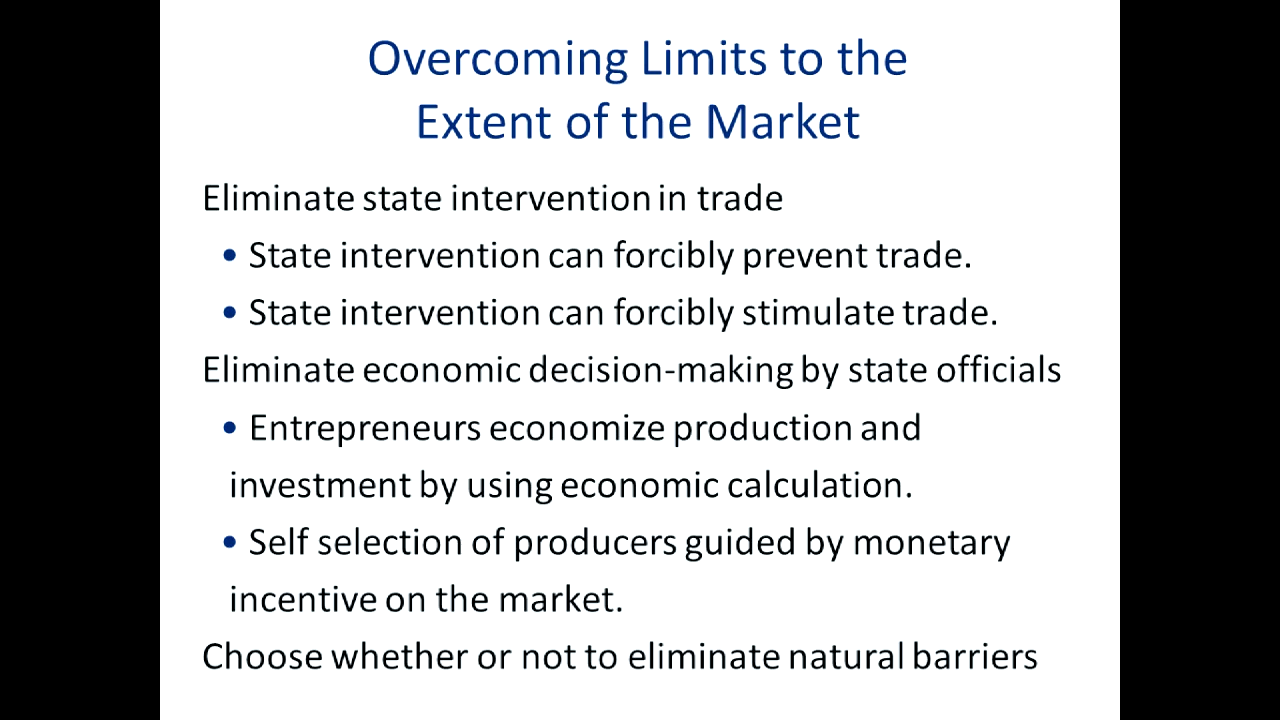 Overcoming Limits to the
Extent of the Market
Eliminate state intervention in trade
• State intervention can forcibly prevent trade.
• State intervention can forcibly stimulate trade.
Eliminate economic decision-making by state officials
• Entrepreneurs economize production and
investment by using economic calculation.
• Self selection of producers guided by monetary
incentive on the market.
Choose whether or not to eliminate natural barriers